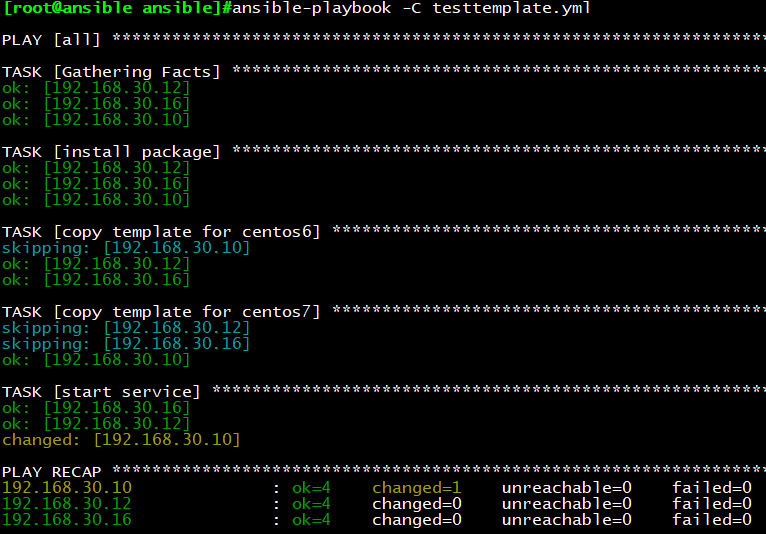 [root@ansible ansible]#ansible-playbook -C testtemplate.yml
PLAY [all] ******************************************************************
TASK [Gathering Facts] ******************************************************
ok: [192.168.30.12]
ok: [192.168.30.16]
ok: [192.168.30.10]
TASK [install package] ******************************************************
ok: [192.168.30.12]
ok: [192.168.30.16]
ok: [192.168.30.10]
TASK [copy template for centos6] ********************************************
skipping: [192.168.30.10]
ok: [192.168.30.12]
ok: [192.168.30.16]
TASK [copy template for centos7] ********************************************
skipping: [192.168.30.12]
skipping: [192.168.30.16]
ok: [192.168.30.10]
TASK [start service] ********************************************************
ok: [192.168.30.16]
ok: [192.168.30.12]
changed: [192.168.30.10]
PLAY RECAP ******************************************************************
192.168.30.10              : ok=4    changed=1    unreachable=0    failed=0
192.168.30.12              : ok=4    changed=0    unreachable=0    failed=0
192.168.30.16              : ok=4    changed=0    unreachable=0    failed=0